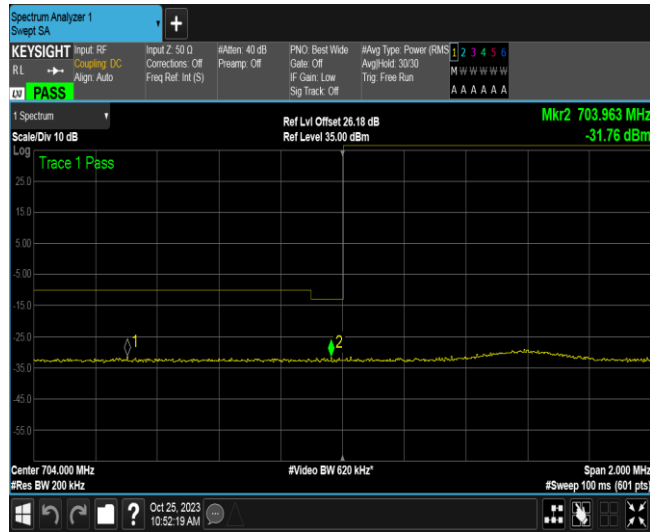 Spectrum Analyzer 1
Swept SA
+
KEYSIGHT
RL
LXI PASS
Input: RF
Coupling: DC
Align: Auto
Input Z: 50 Ω
Corrections: Off
Freq Ref: Int (S)
#Atten: 40 dB
Preamp: Off
PNO: Best Wide
Gate: Off
IF Gain: Low
Sig Track: Off
#Avg Type: Power (RMS
Avg|Hold: 30/30
Trig: Free Run
1 2 3 4 5 6
M W W W W W
A A A A A A
1 Spectrum
Scale/Div 10 dB
Log
Ref Lvl Offset 26.18 dB
Ref Level 35.00 dBm
Mkr2 703.963 MHz
-31.76 dBm
Trace 1 Pass
25.0
15.0
5.00
-5.00
-15.0
-25.0
-35.0
-45.0
-55.0
1
2
Center 704.000 MHz
#Res BW 200 kHz
#Video BW 620 kHz*
Span 2.000 MHz
#Sweep 100 ms (601 pts)
?
Oct 25, 2023
10:52:19 AM